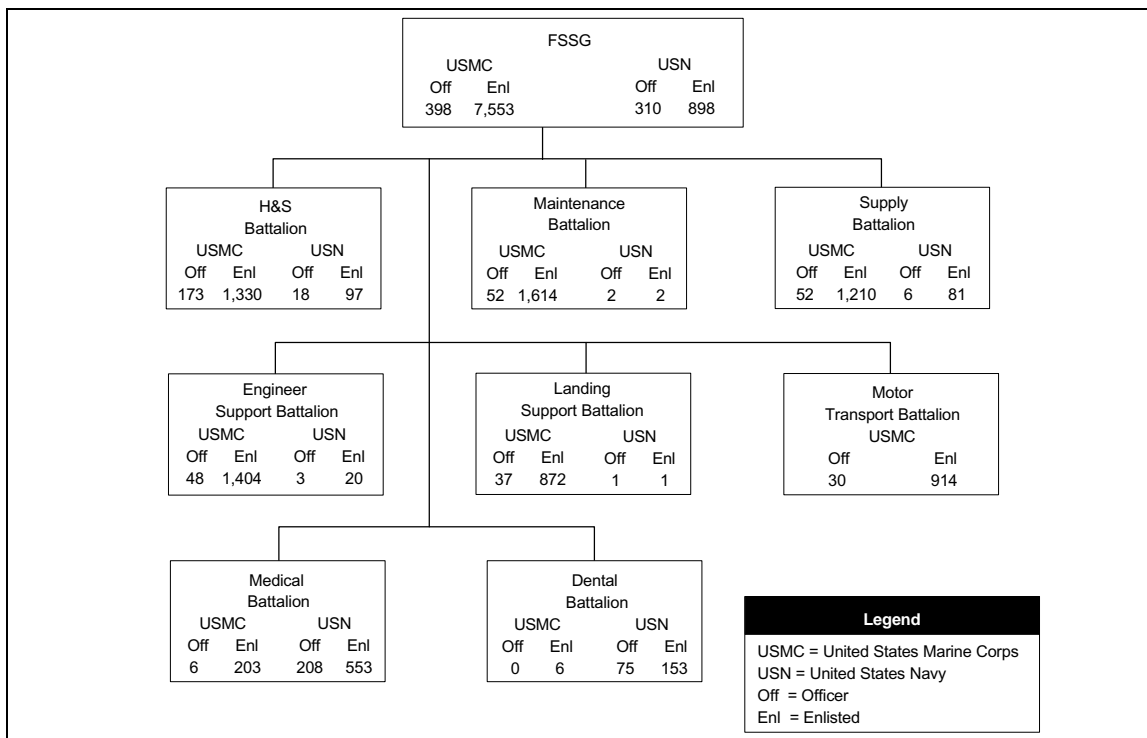 FSSG
USMC USN
Off Enl Off Enl
398 7,553 310 898
H&S
Battalion
USMC USN
Off Enl Off Enl
173 1,330 18 97
Maintenance
Battalion
USMC USN
Off Enl Off Enl
52 1,614 2 2
Supply
Battalion
USMC USN
Off Enl Off Enl
52 1,210 6 81
Engineer
Support Battalion
USMC USN
Off Enl Off Enl
48 1,404 3 20
Landing
Support Battalion
USMC USN
Off Enl Off Enl
37 872 1 1
Motor
Transport Battalion
USMC
Off Enl
30 914
Medical
Battalion
USMC USN
Off Enl Off Enl
6 203 208 553
Dental
Battalion
USMC USN
Off Enl Off Enl
0 6 75 153
Legend
USMC = United States Marine Corps
USN = United States Navy
Off = Officer
Enl = Enlisted